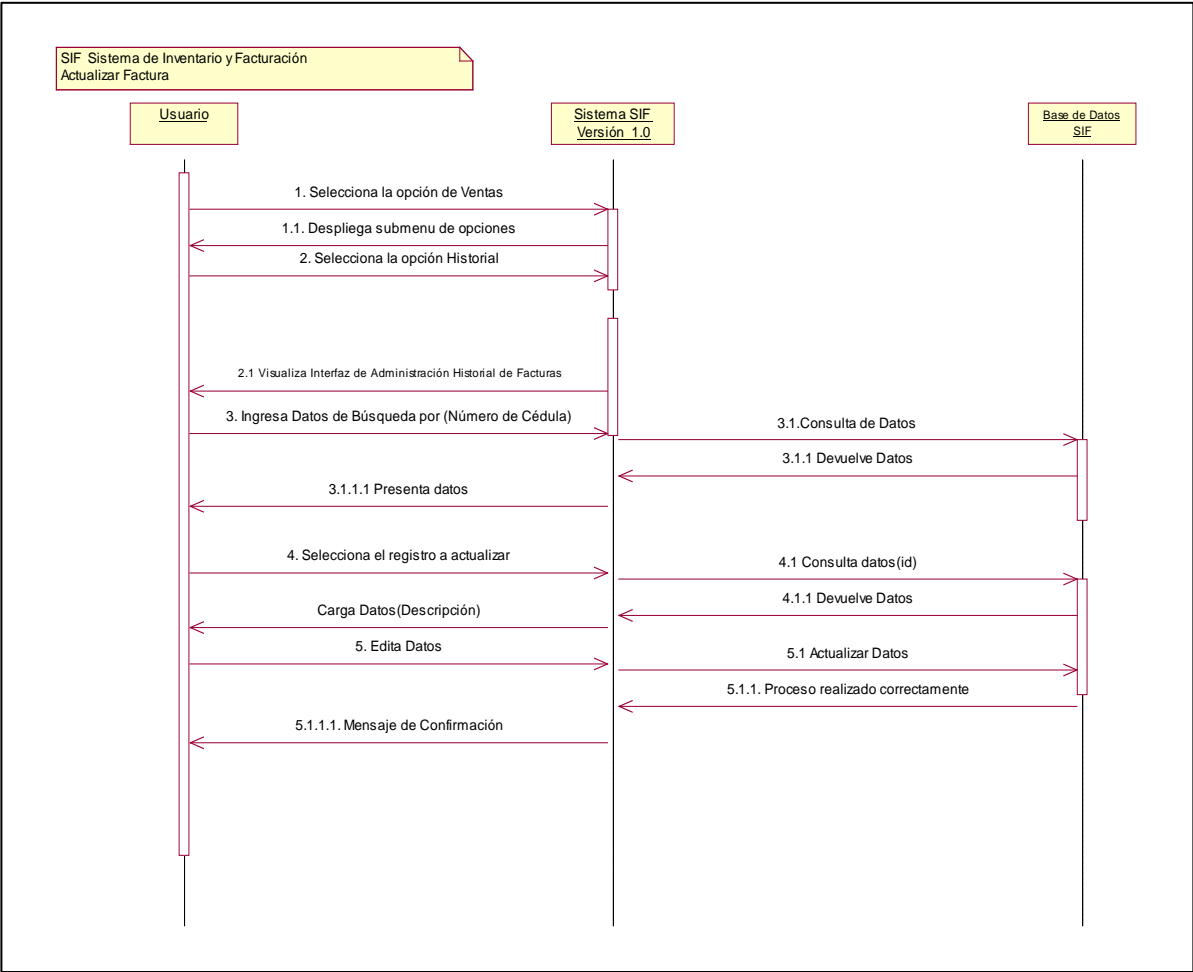 SIF Sistema de Inventario y Facturación
Actualizar Factura
Usuario
Sistema SIF
Versión 1.0
Base de Datos
SIF
1. Selecciona la opción de Ventas
1.1. Despliega submenu de opciones
2. Selecciona la opción Historial
2.1 Visualiza Interfaz de Administración Historial de Facturas
3. Ingresa Datos de Búsqueda por (Número de Cédula)
3.1.Consulta de Datos
3.1.1 Devuelve Datos
3.1.1.1 Presenta datos
4. Selecciona el registro a actualizar
4.1 Consulta datos(id)
4.1.1 Devuelve Datos
Carga Datos(Descripción)
5. Edita Datos
5.1 Actualizar Datos
5.1.1. Proceso realizado correctamente
5.1.1.1. Mensaje de Confirmación